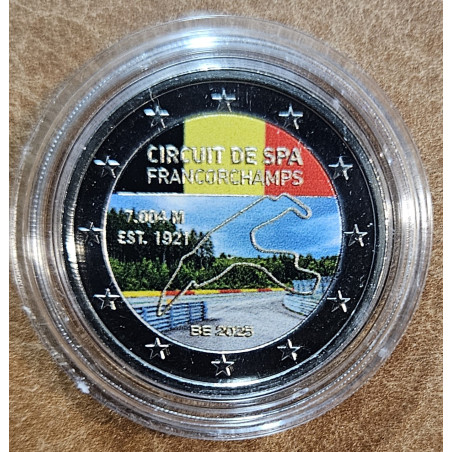 CIRCUIT DE SPA
FRANCORCHAMPS
7.004 M
EST. 1921
BE 2025